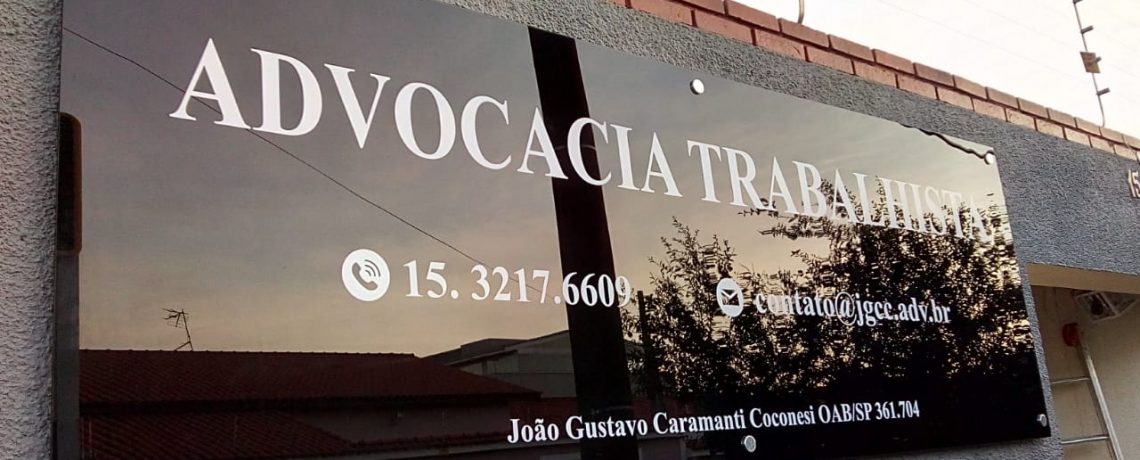 ADVOCACIA TRABALHISTA
15. 3217.6609 contato@jgcc.adv.br
João Gustavo Caramanti Coconesi OAB/SP 361.704